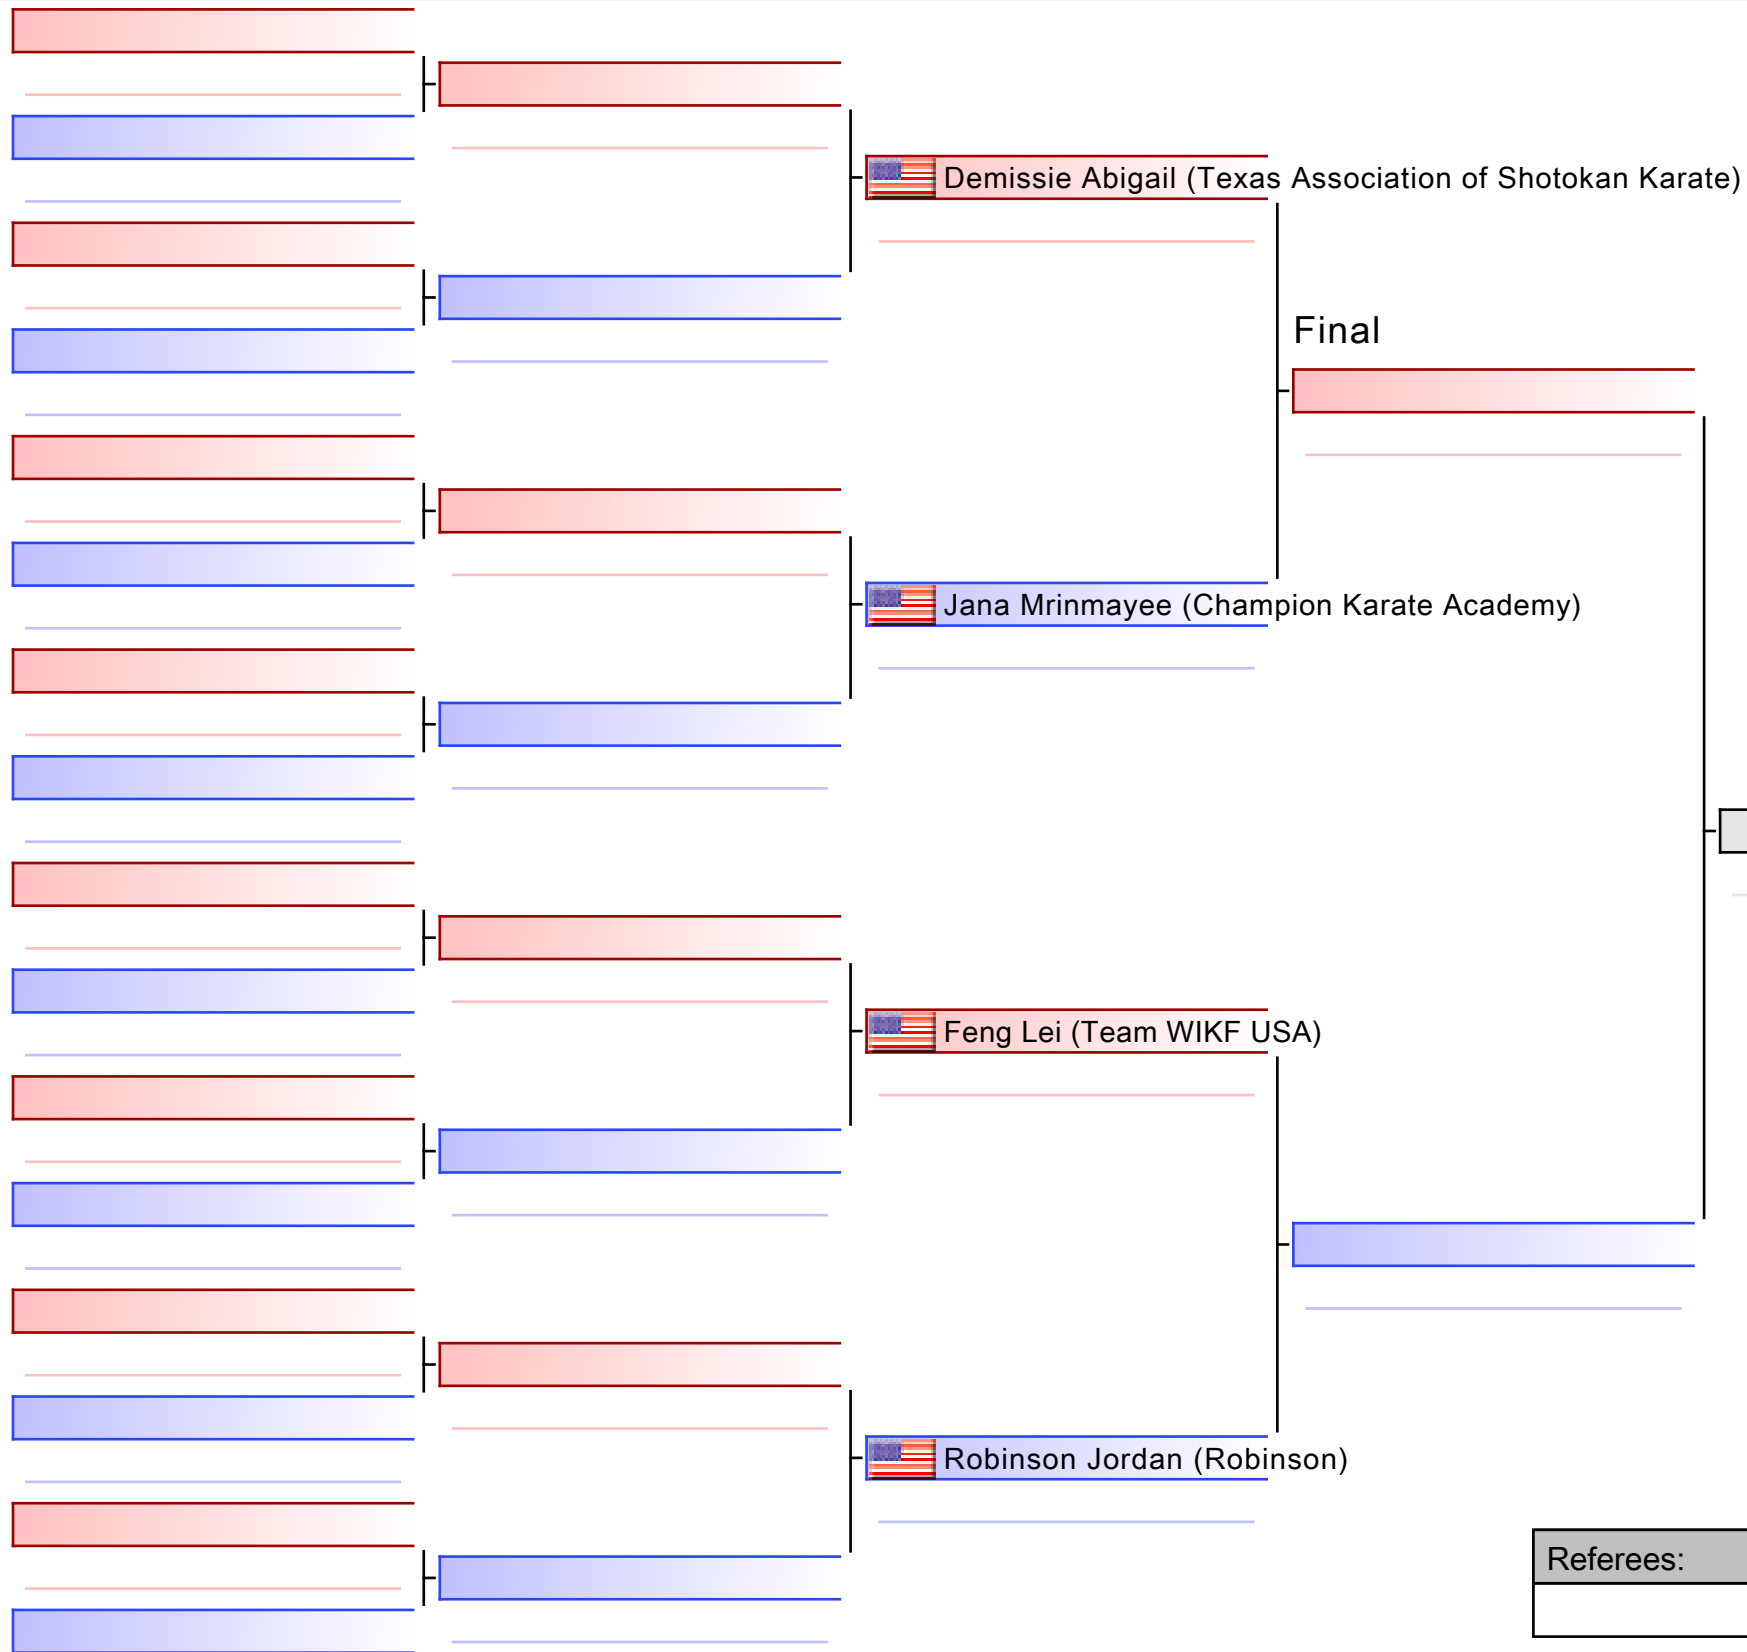 Demissie Abigail (Texas Association of Shotokan Karate)
Final
Jana Mrinmayee (Champion Karate Academy)
Feng Lei (Team WIKF USA)
Robinson Jordan (Robinson)
Referees: